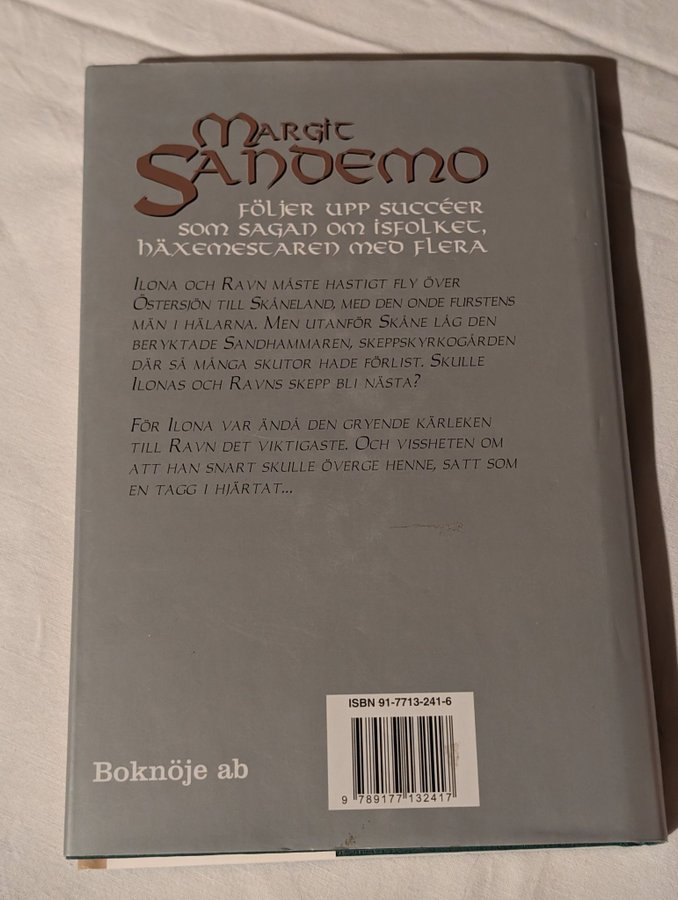 MARGIT
SANDEMO
FÖLJER UPP SUCCÉER
SOM SAGAN OM ISFOLKET,
HÄXEMESTAREN MED FLERA
ILONA OCH RAVN MÅSTE HASTIGT FLY ÖVER
ÖSTERSJÖN TILL SKÅNELAND, MED DEN ONDE FURSTENS
MÄN I HÄLARNA. MEN UTANFÖR SKÅNE LÅG DEN
BERYKTADE SANDHAMMAREN, SKEPPSKYRKOGÅRDEN
DÄR SÅ MÅNGA SKUTOR HADE FÖRLIST. SKULLE
ILONAS OCH RAVNS SKEPP BLI NÄSTA?
FÖR ILONA VAR ÄNDÅ DEN GRYENDE KÄRLEKEN
TILL RAVN DET VIKTIGASTE. OCH VISSHETEN OM
ATT HAN SNART SKULLE ÖVERGE HENNE, SATT SOM
EN TAGG I HJÄRTAT...
ISBN 91-7713-241-6
Boknöje ab
9 789177 132417